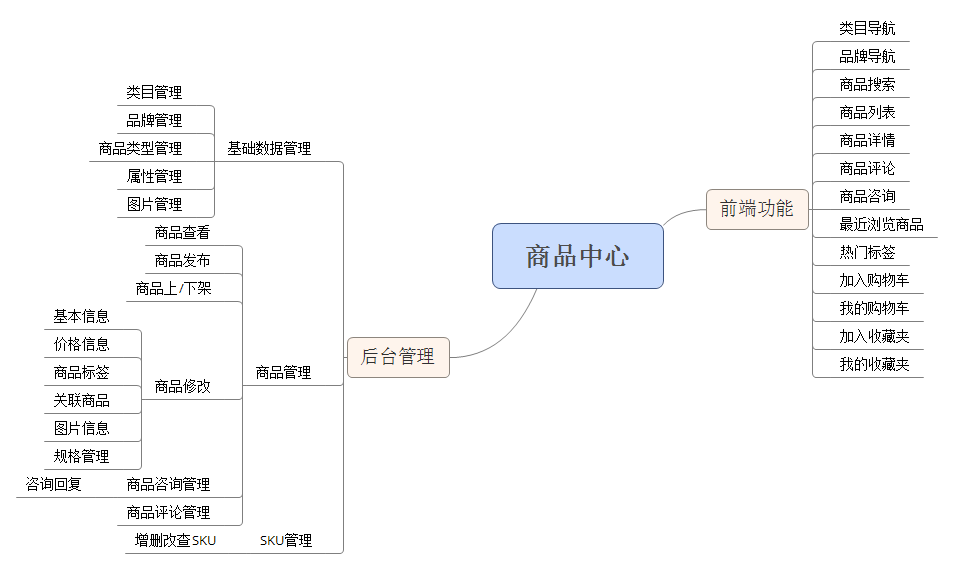 商品中心
前端功能
类目导航
品牌导航
商品搜索
商品列表
商品详情
商品评论
商品咨询
最近浏览商品
热门标签
加入购物车
我的购物车
加入收藏夹
我的收藏夹
后台管理
基础数据管理
类目管理
品牌管理
商品类型管理
属性管理
图片管理
商品管理
商品查看
商品发布
商品上/下架
商品修改
基本信息
价格信息
商品标签
关联商品
图片信息
规格管理
商品咨询管理
咨询回复
商品评论管理
SKU管理
增删改查SKU